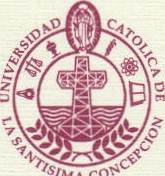 UNIVERSIDAD CATOLICA DE
LA SANTISIMA CONCEPCION